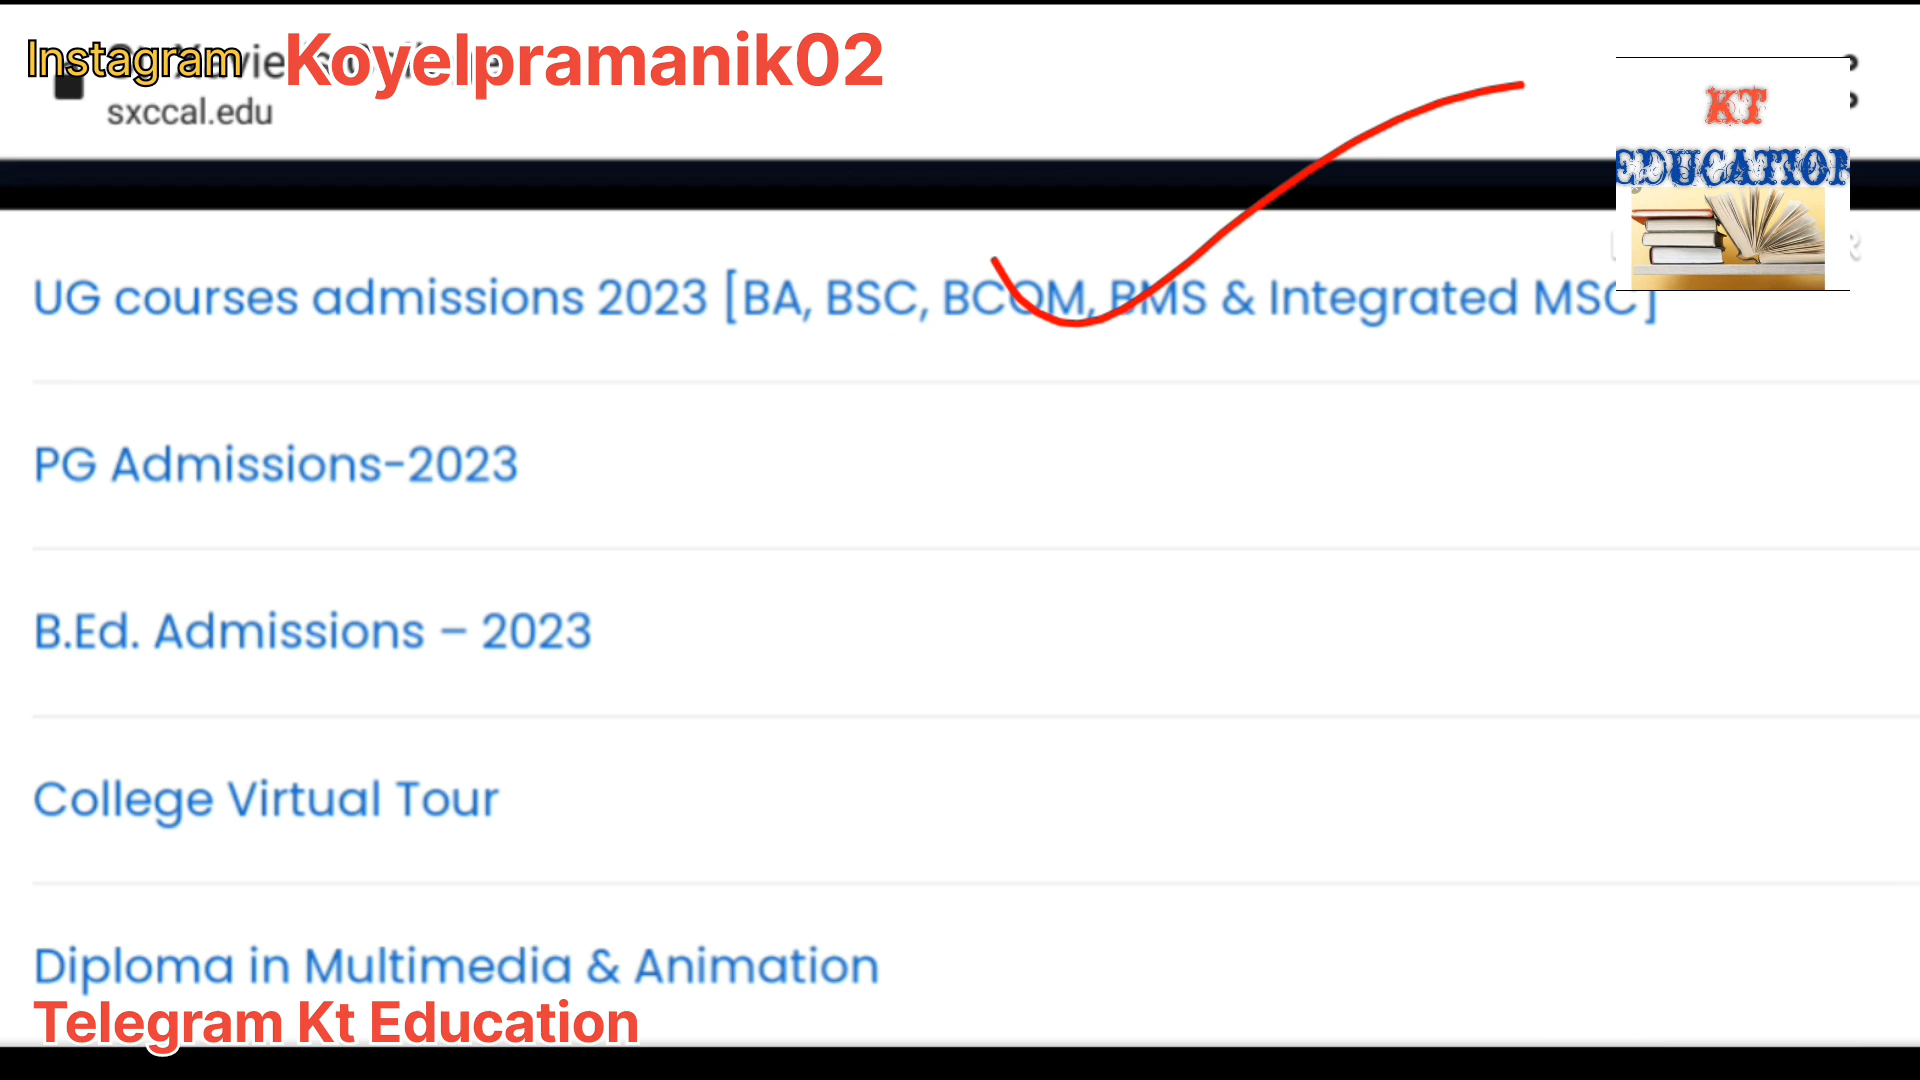 Instagram Koyelpramanik02
sxccal.edu
KT
EDUCATION
UG courses admissions 2023 [BA, BSC, BCOM, BMS & Integrated MSC]
PG Admissions-2023
B.Ed. Admissions – 2023
College Virtual Tour
Diploma in Multimedia & Animation
Telegram Kt Education